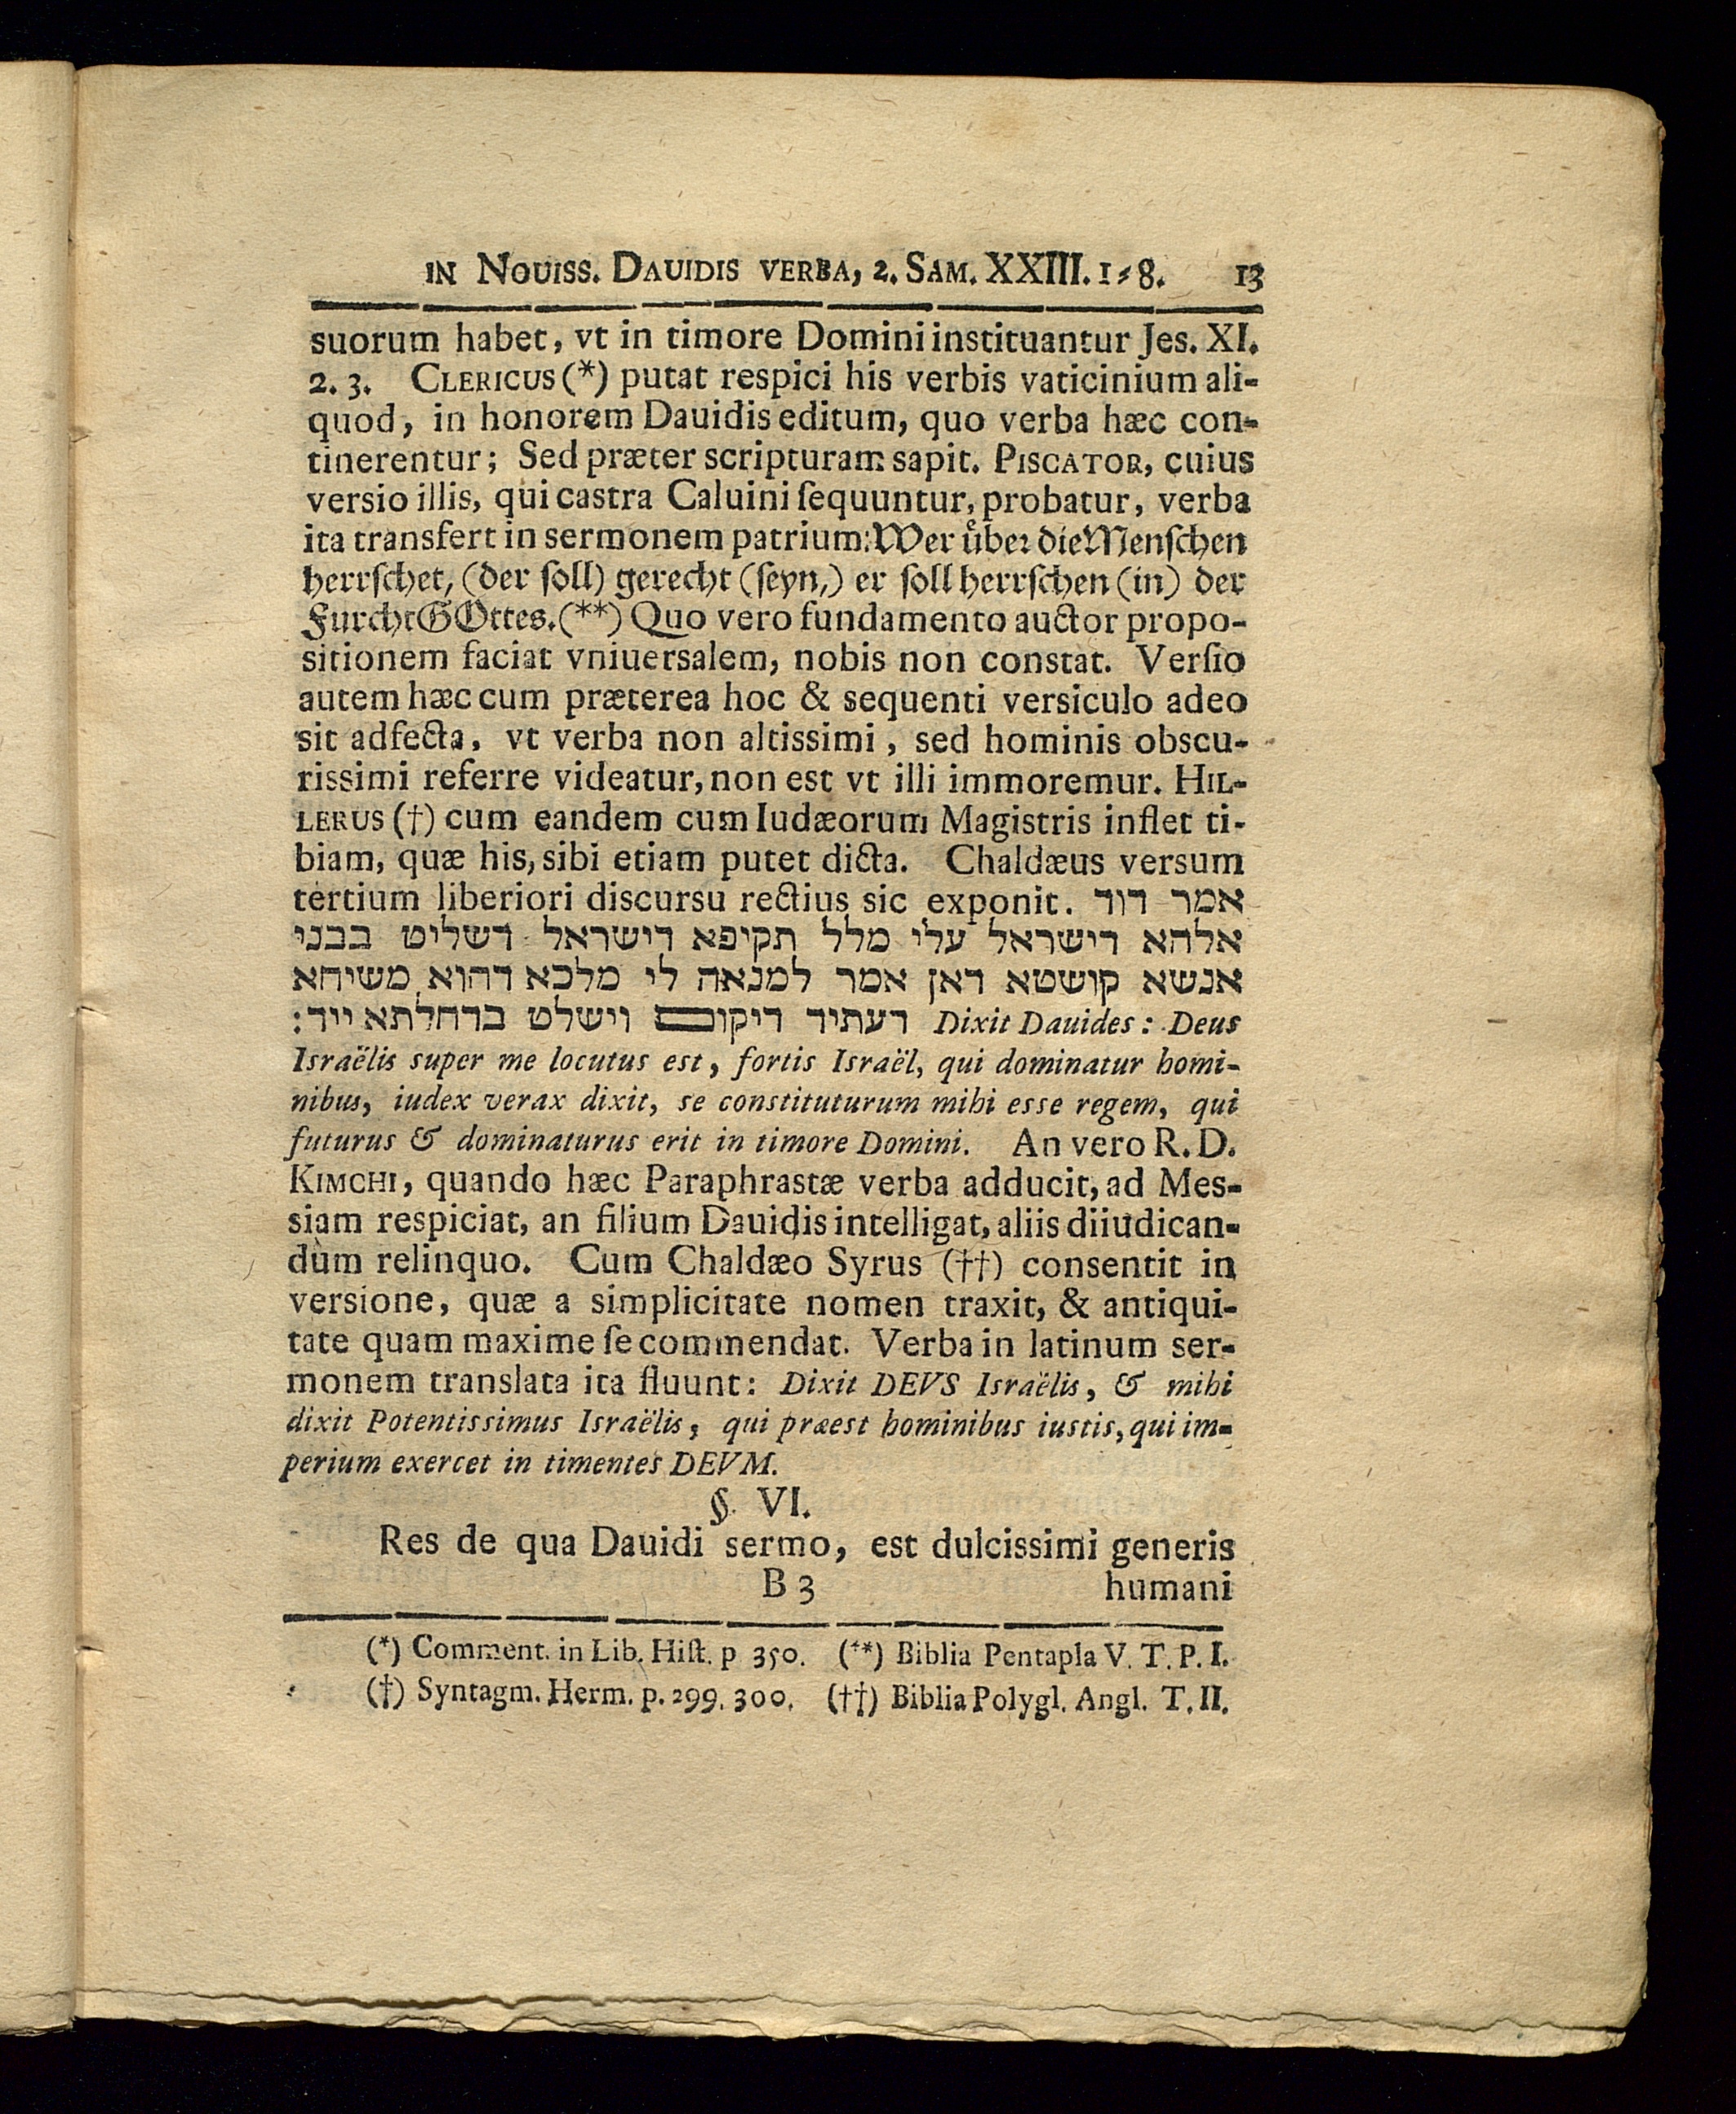 IN NOUISS. DAUIDIS VERBA, 2. SAM. XXIII. 1-8. 13
suorum habet, vt in timore Domini instituantur Jes. XI.
2. 3. CLERICUS (*) putat respici his verbis vaticinium ali-
quod, in honorem Dauidis editum, quo verba hæc con-
tinerentur; Sed præter scripturam sapit. PISCATOR, cuius
versio illis, qui castra Caluini ſequuntur, probatur, verba
ita transfert in sermonem patrium: Wer uͤber die Menſchen
herrſchet, (der ſoll) gerecht (ſeyn,) er ſoll herrſchen (in) der
Furcht GOttes. (**) Quo vero fundamento auctor propo-
sitionem faciat vniuersalem, nobis non constat. Verſio
autem hæc cum præterea hoc & sequenti versiculo adeo
sit adfecta, vt verba non altissimi, sed hominis obscu-
rissimi referre videatur, non est vt illi immoremur. HIL-
LERUS (†) cum eandem cum Iudæorum Magistris inflet ti-
biam, quæ his, sibi etiam putet dicta. Chaldæus versum
tertium liberiori discursu rectius sic exponit. אמר דוד
אלהא דישראל עלי מלל תקיפא דישראל דשליט בבני
אנשא קושטא דאן אמר למנאה לי מלכא דהוא משיחא
דעתיד דיקום וישלט בדחלתא ייד: Dixit Dauides: Deus
Israëlis super me locutus est, fortis Israël, qui dominatur homi-
nibus, iudex verax dixit, se constituturum mihi esse regem, qui
futurus & dominaturus erit in timore Domini. An vero R. D.
KIMCHI, quando hæc Paraphrastæ verba adducit, ad Mes-
siam respiciat, an filium Dauidis intelligat, aliis diiudican-
dum relinquo. Cum Chaldæo Syrus (††) consentit in
versione, quæ a simplicitate nomen traxit, & antiqui-
tate quam maxime ſe commendat. Verba in latinum ser-
monem translata ita fluunt: Dixit DEVS Israëlis, & mihi
dixit Potentissimus Israëlis, qui præest hominibus iustis, qui im-
perium exercet in timentes DEVM.
§. VI.
Res de qua Dauidi sermo, est dulcissimi generis
B 3 humani
(*) Comment. in Lib. Hiſt. p 350. (**) Biblia Pentapla V. T. P. I.
(†) Syntagm. Herm. p. 299. 300. (††) Biblia Polygl. Angl. T. II.